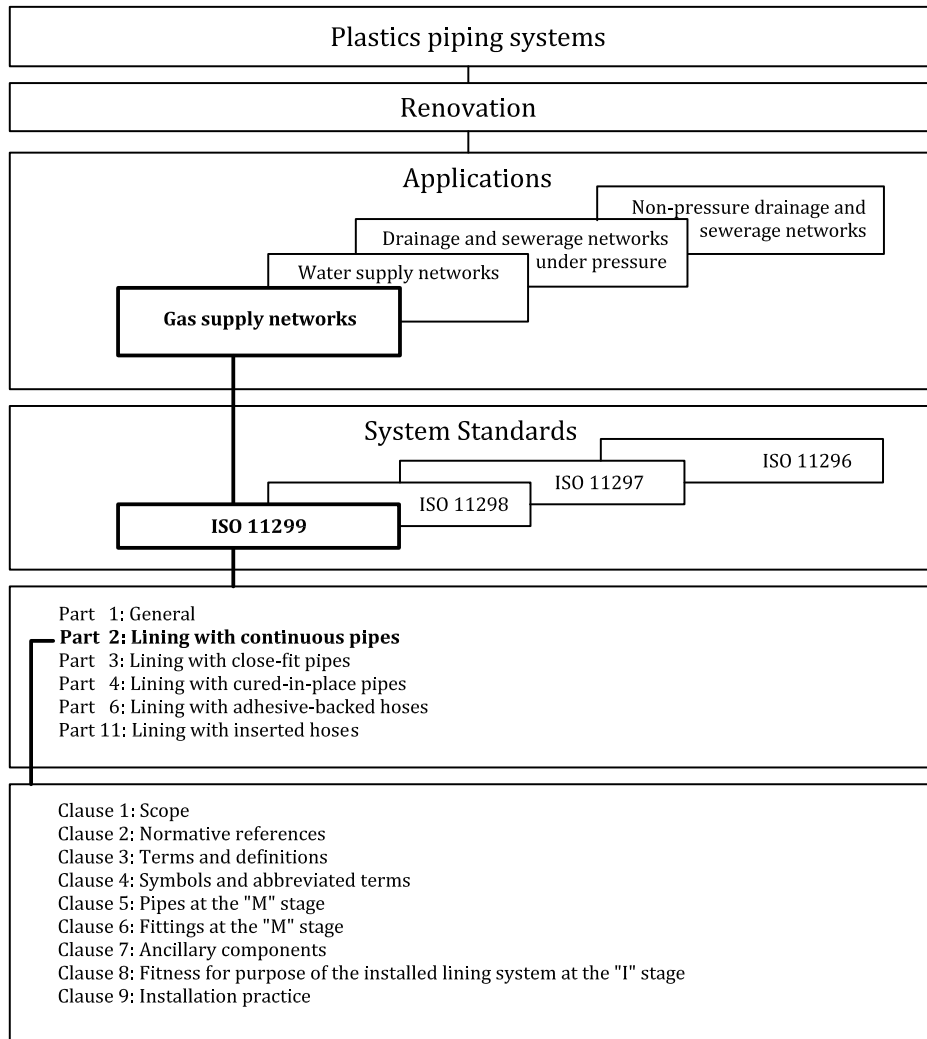 Plastics piping systems
Renovation
Applications
Non-pressure drainage and
sewerage networks
Drainage and sewerage networks
under pressure
Water supply networks
Gas supply networks
System Standards
ISO 11296
ISO 11297
ISO 11298
ISO 11299
Part 1: General
Part 2: Lining with continuous pipes
Part 3: Lining with close-fit pipes
Part 4: Lining with cured-in-place pipes
Part 6: Lining with adhesive-backed hoses
Part 11: Lining with inserted hoses
Clause 1: Scope
Clause 2: Normative references
Clause 3: Terms and definitions
Clause 4: Symbols and abbreviated terms
Clause 5: Pipes at the "M" stage
Clause 6: Fittings at the "M" stage
Clause 7: Ancillary components
Clause 8: Fitness for purpose of the installed lining system at the "I" stage
Clause 9: Installation practice